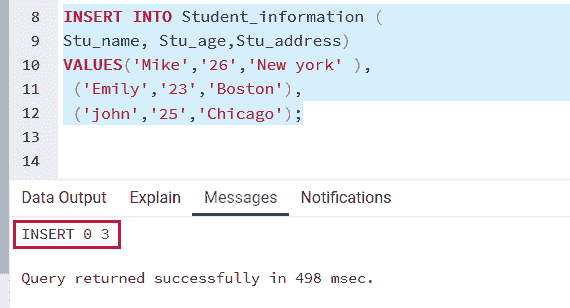 8 INSERT INTO Student_information (
9 Stu_name, Stu_age,Stu_address)
10 VALUES('Mike','26','New york' ),
11 ('Emily','23','Boston'),
12 ('john','25','Chicago');
13
14
Data Output Explain Messages Notifications
INSERT 0 3
Query returned successfully in 498 msec.